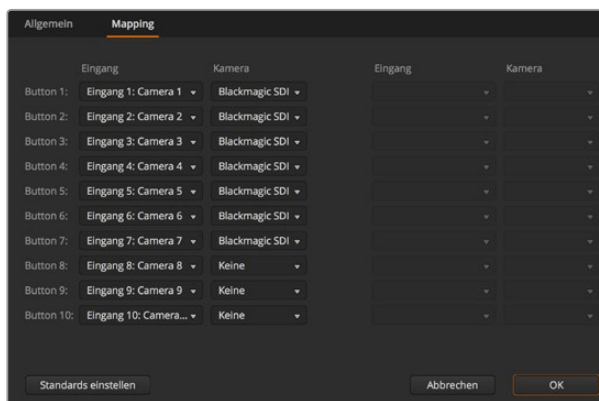 Allgemein Mapping
Eingang Kamera Eingang Kamera
Button 1: Eingang 1: Camera 1 Blackmagic SDI
Button 2: Eingang 2: Camera 2 Blackmagic SDI
Button 3: Eingang 3: Camera 3 Blackmagic SDI
Button 4: Eingang 4: Camera 4 Blackmagic SDI
Button 5: Eingang 5: Camera 5 Blackmagic SDI
Button 6: Eingang 6: Camera 6 Blackmagic SDI
Button 7: Eingang 7: Camera 7 Blackmagic SDI
Button 8: Eingang 8: Camera 8 Keine
Button 9: Eingang 9: Camera 9 Keine
Button 10: Eingang 10: Camera... Keine
Standards einstellen Abbrechen OK